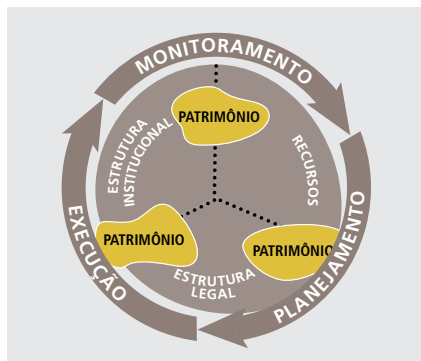 MONITORAMENTO
PATRIMÔNIO
ESTRUTURA
INSTITUCIONAL
RECURSOS
PATRIMÔNIO
PATRIMÔNIO
ESTRUTURA
LEGAL
EXECUÇÃO
PLANEJAMENTO